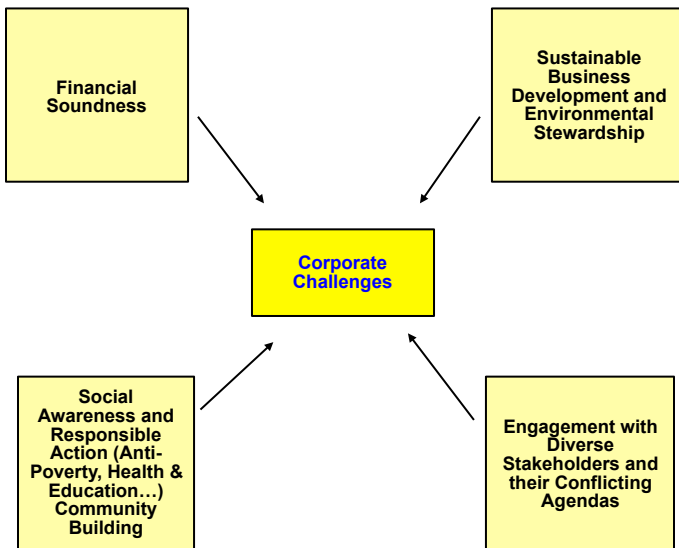 Financial
Soundness
Sustainable
Business
Development and
Environmental
Stewardship
Corporate
Challenges
Social
Awareness and
Responsible
Action (Anti-
Poverty, Health &
Education…)
Community
Building
Engagement with
Diverse
Stakeholders and
their Conflicting
Agendas